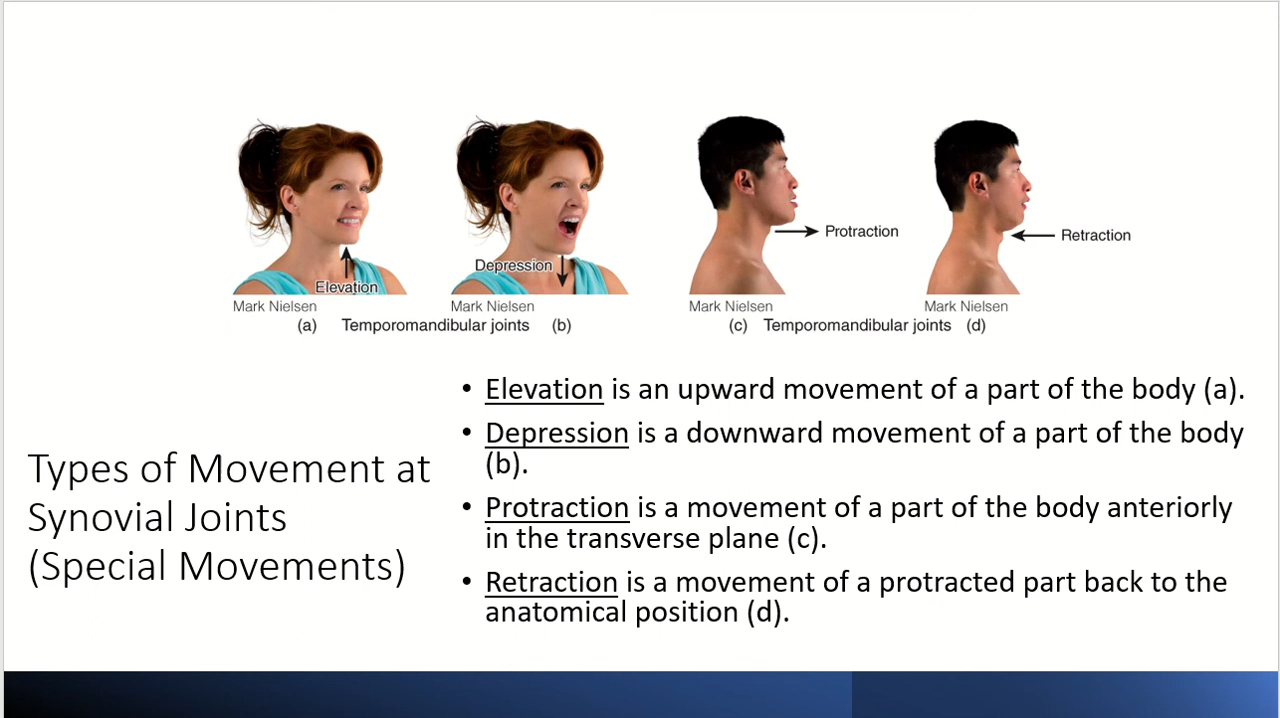 Elevation
Depression
Protraction
Retraction
Mark Nielsen
Mark Nielsen
Mark Nielsen
Mark Nielsen
(a) Temporomandibular joints (b)
(c) Temporomandibular joints (d)
Types of Movement at
Synovial Joints
(Special Movements)
• Elevation is an upward movement of a part of the body (a).
• Depression is a downward movement of a part of the body
(b).
• Protraction is a movement of a part of the body anteriorly
in the transverse plane (c).
• Retraction is a movement of a protracted part back to the
anatomical position (d).